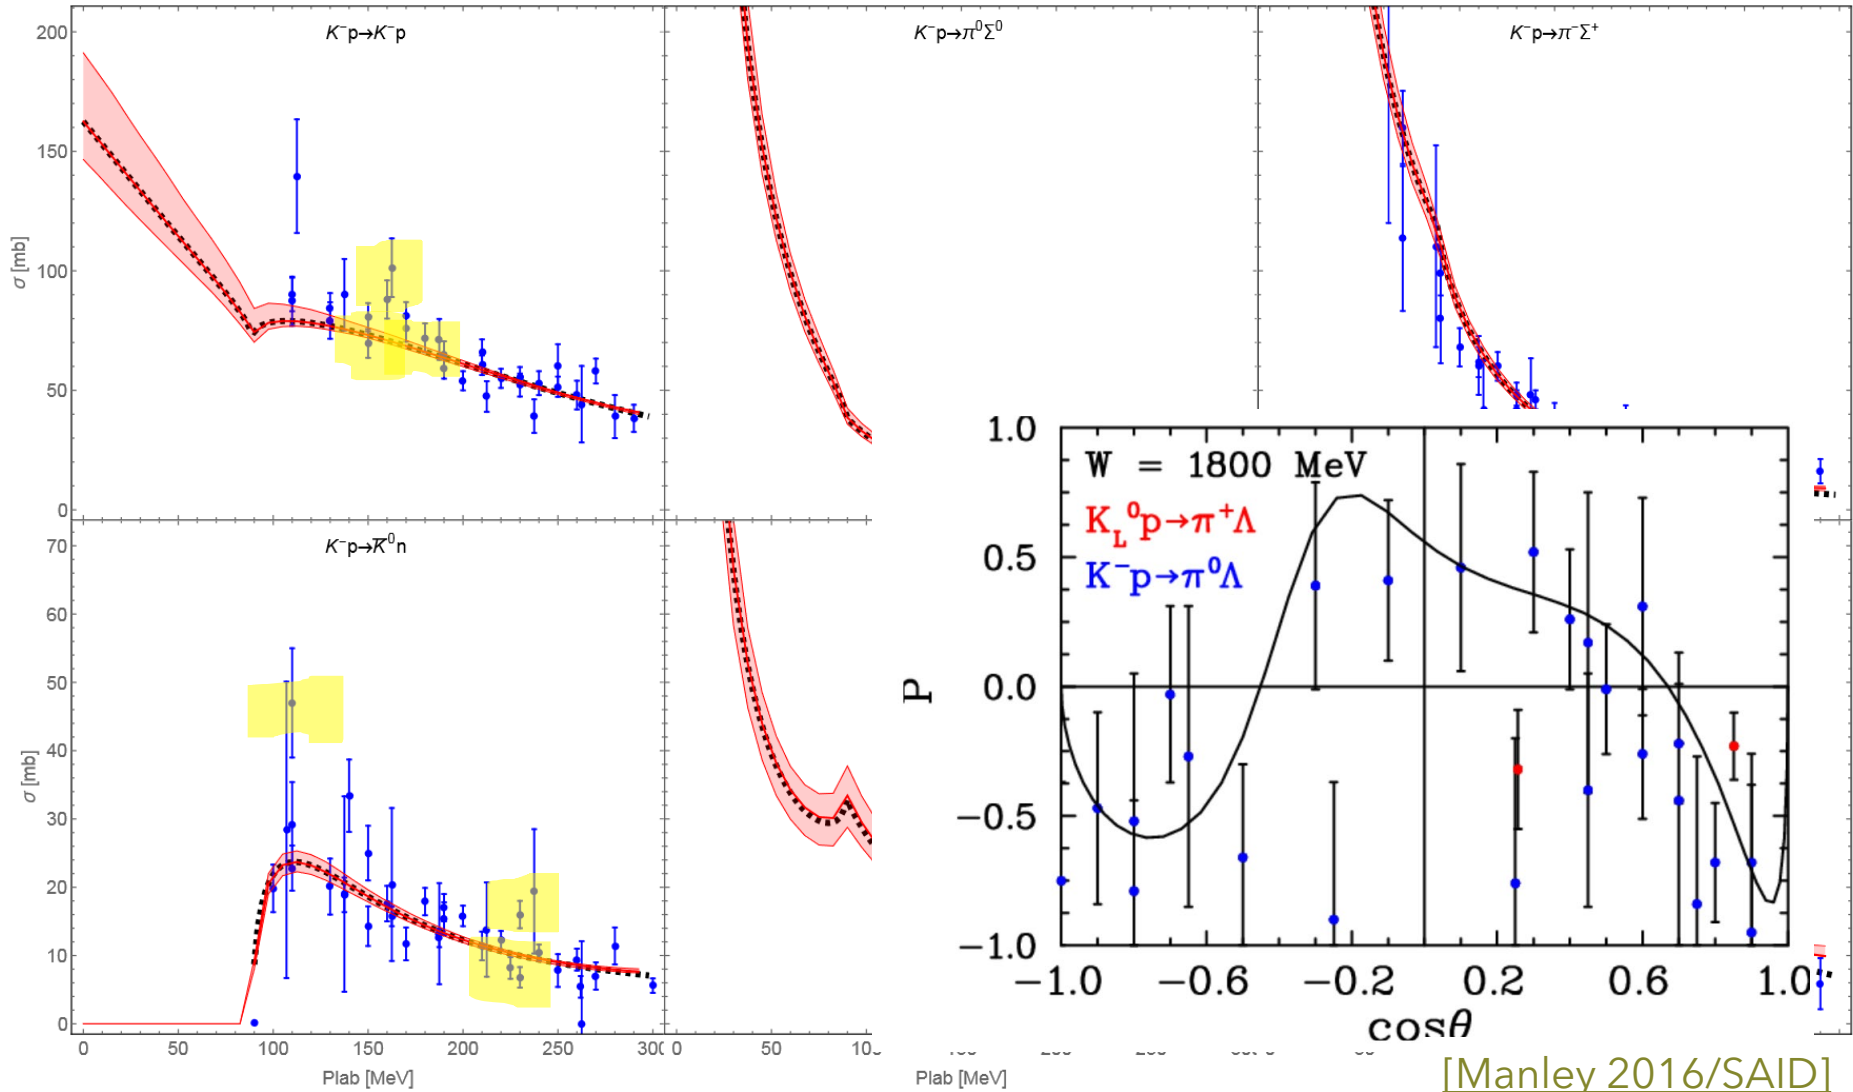 K⁻p→K⁻p
K⁻p→π⁰Σ⁰
K⁻p→π⁻Σ⁺
200
150
100
50
0
σ [mb]
K⁻p→K̅⁰n
70
60
50
40
30
20
10
0
σ [mb]
0 50 100 150 200 250 300
Plab [MeV]
0 50
Plab [MeV]
W = 1800 MeV
K_L⁰p→π⁺Λ
K⁻p→π⁰Λ
1.0
0.5
0.0
−0.5
−1.0
P
−1.0 −0.6 −0.2 0.2 0.6 1.0
cosθ
[Manley 2016/SAID]